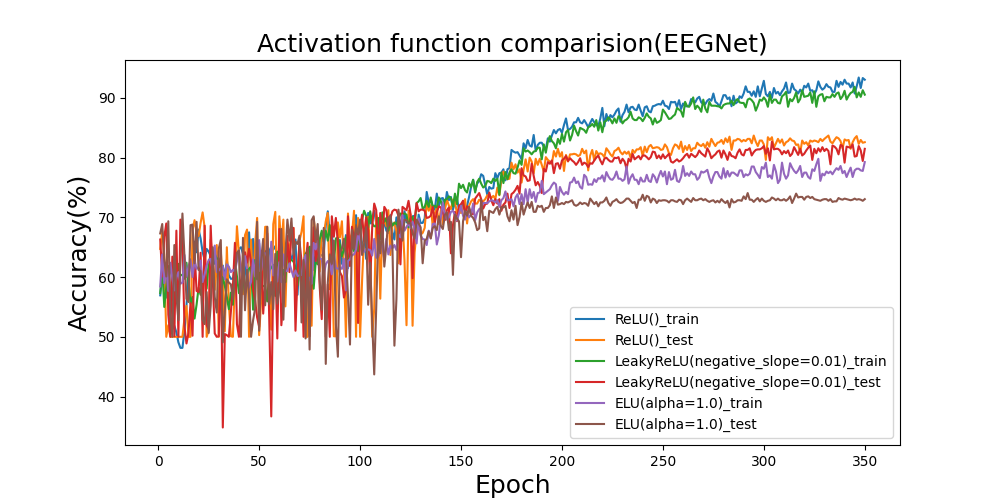 Activation function comparision(EEGNet)
Accuracy(%)
90
80
70
60
50
40
ReLU()_train
ReLU()_test
LeakyReLU(negative_slope=0.01)_train
LeakyReLU(negative_slope=0.01)_test
ELU(alpha=1.0)_train
ELU(alpha=1.0)_test
0 50 100 150 200 250 300 350
Epoch